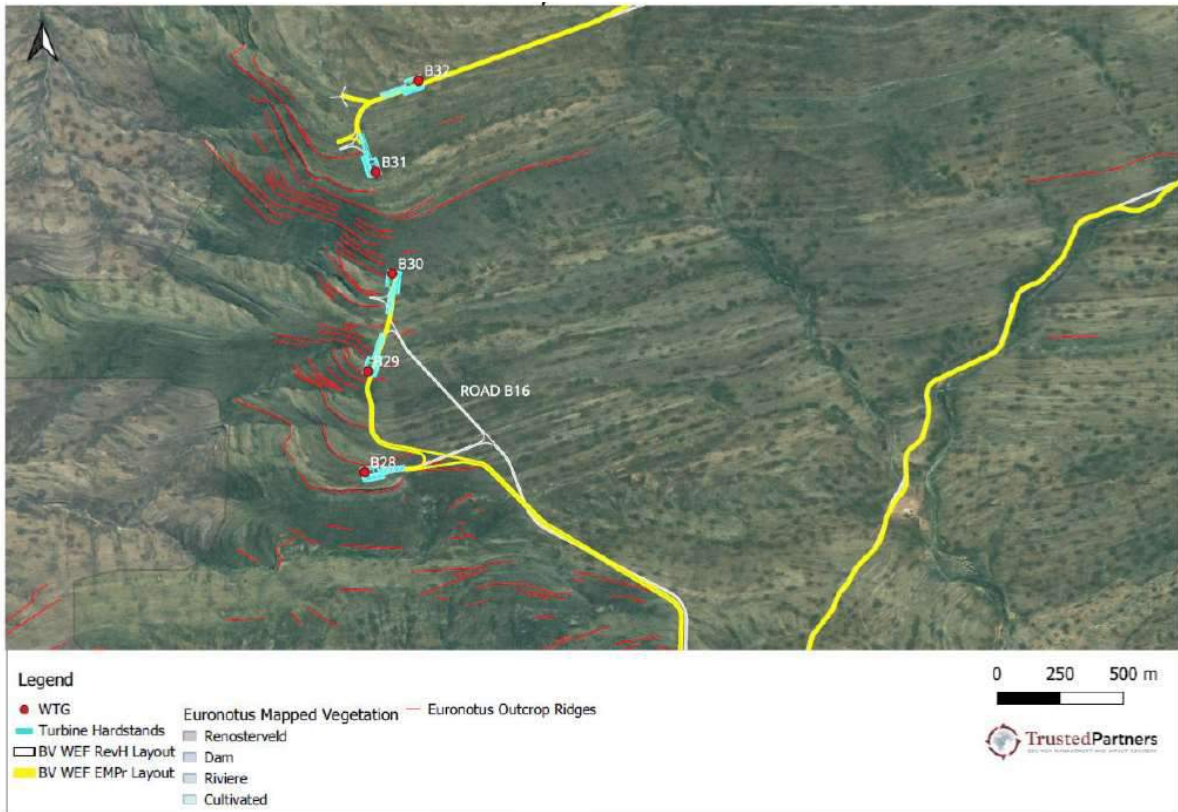 B32
B31
B30
B29
ROAD B16
B28
Legend
WTG
Turbine Hardstands
BV WEF RevH Layout
BV WEF EMPr Layout
Euronotus Mapped Vegetation
Renosterveld
Dam
Riviere
Cultivated
Euronotus Outcrop Ridges
0 250 500 m
TrustedPartners